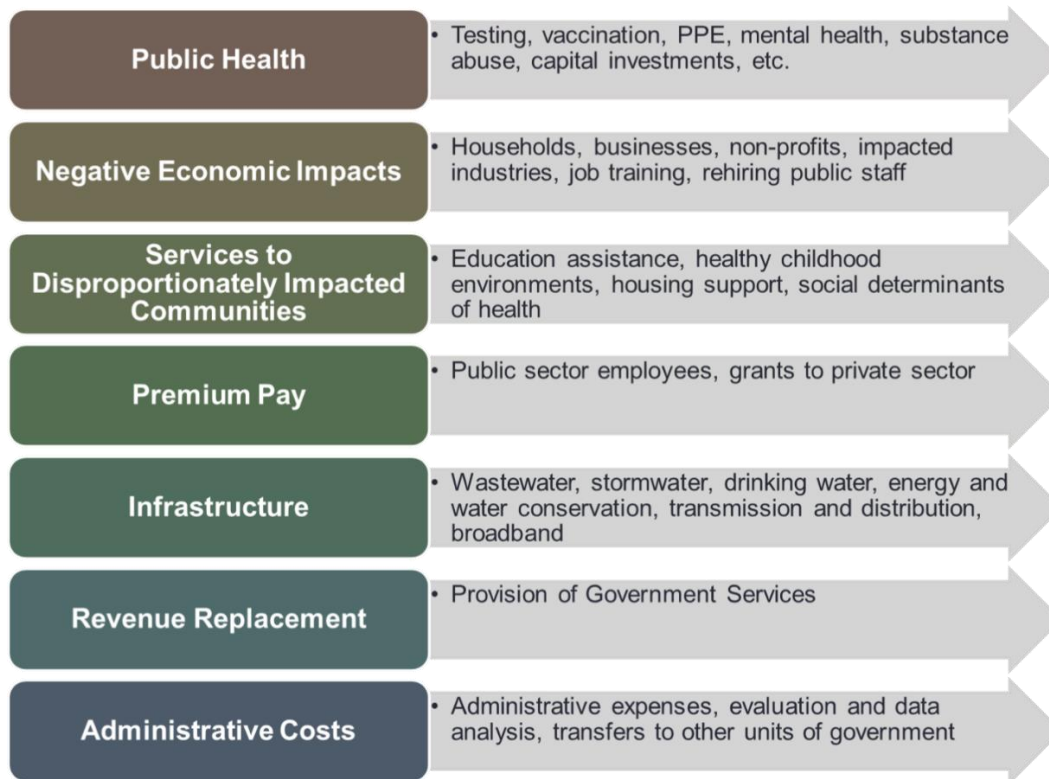 Public Health
• Testing, vaccination, PPE, mental health, substance
abuse, capital investments, etc.
Negative Economic Impacts
• Households, businesses, non-profits, impacted
industries, job training, rehiring public staff
Services to
Disproportionately Impacted
Communities
• Education assistance, healthy childhood
environments, housing support, social determinants
of health
Premium Pay
• Public sector employees, grants to private sector
Infrastructure
• Wastewater, stormwater, drinking water, energy and
water conservation, transmission and distribution,
broadband
Revenue Replacement
• Provision of Government Services
Administrative Costs
• Administrative expenses, evaluation and data
analysis, transfers to other units of government